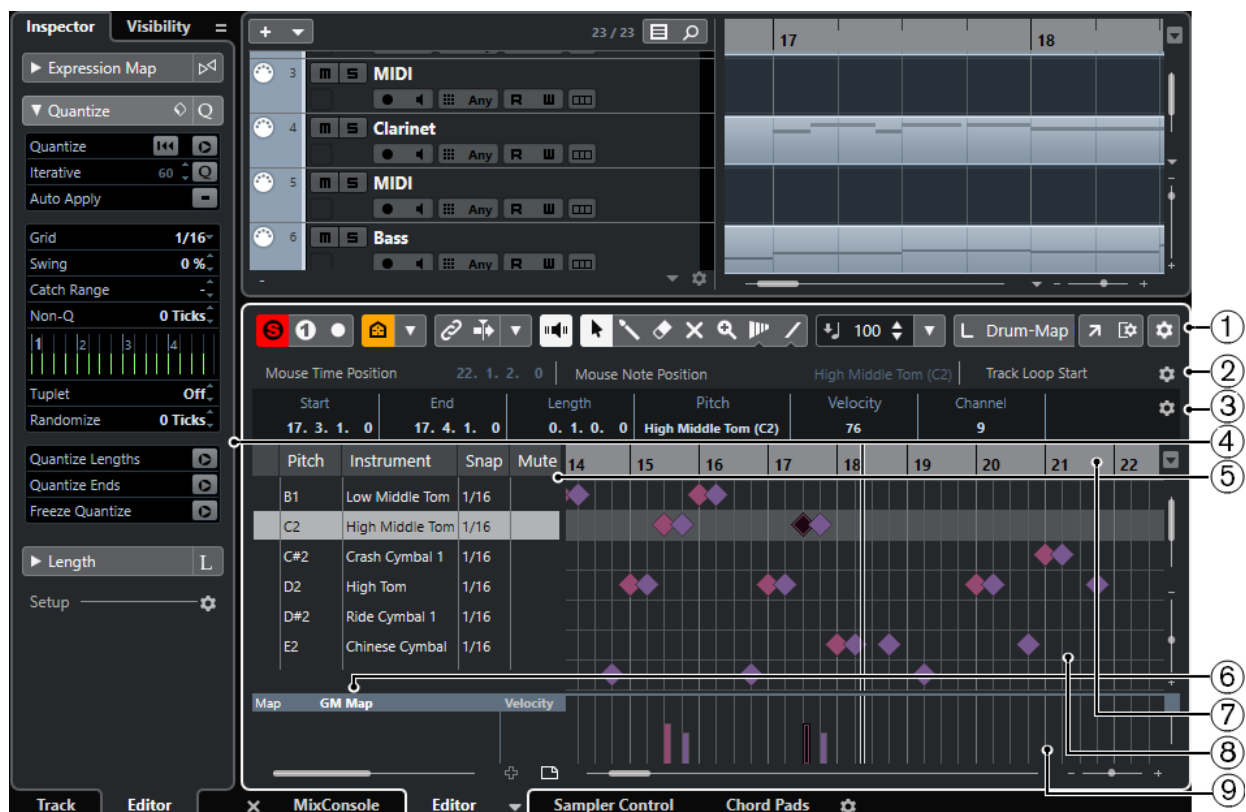 Inspector Visibility
Expression Map
Quantize Q
Quantize
Iterative 60 Q
Auto Apply
Grid 1/16
Swing 0 %
Catch Range -
Non-Q 0 Ticks
1 2 3 4
Tuplet Off
Randomize 0 Ticks
Quantize Lengths
Quantize Ends
Freeze Quantize
Length L
Setup
+ 23 / 23
17 18
3 m S MIDI
Any R W
4 m S Clarinet
Any R W
5 m S MIDI
Any R W
6 m S Bass
Any R W
S 1 100 L Drum-Map
Mouse Time Position 22. 1. 2. 0 Mouse Note Position High Middle Tom (C2) Track Loop Start
Start End Length Pitch Velocity Channel
17. 3. 1. 0 17. 4. 1. 0 0. 1. 0. 0 High Middle Tom (C2) 76 9
Pitch Instrument Snap Mute 14 15 16 17 18 19 20 21 22
B1 Low Middle Tom 1/16
C2 High Middle Tom 1/16
C#2 Crash Cymbal 1 1/16
D2 High Tom 1/16
D#2 Ride Cymbal 1 1/16
E2 Chinese Cymbal 1/16
Map GM Map Velocity
Track Editor MixConsole Editor Sampler Control Chord Pads
1
2
3
4
5
6
7
8
9